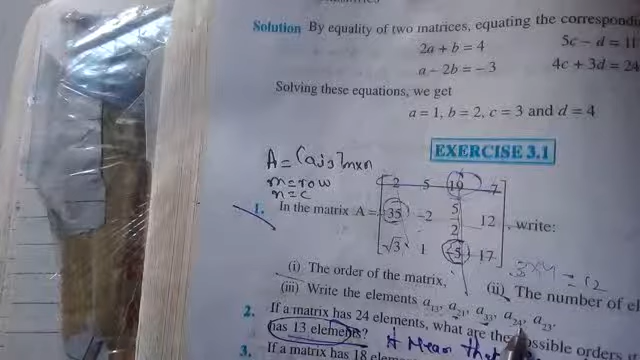 Solution By equality of two matrices, equating the
2a + b = 4 5c – d = 11
a – 2b = – 3 4c + 3d = 24
Solving these equations, we get
a = 1, b = 2, c = 3 and d = 4
EXERCISE 3.1
A = [aij]mxn
m = row
n = c
2 5 19 7
1. In the matrix A = 35 –2 5/2 12 , write:
√3 1 –5 17
3×4 = 12
(i) The order of the matrix, (ii) The number of
(iii) Write the elements a13, a21, a33, a24, a23.
2. If a matrix has 24 elements, what are the possible orders
has 13 elements? A Mean that
3. If a matrix has 18